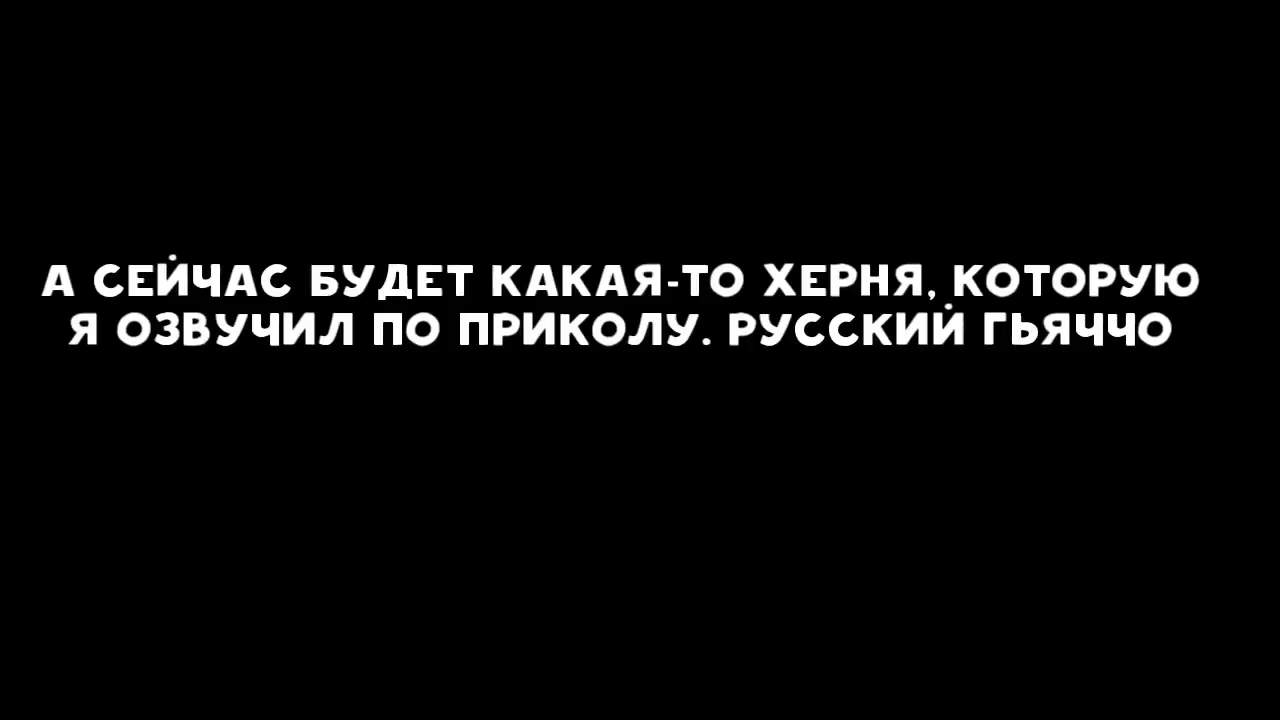 А СЕЙЧАС БУДЕТ КАКАЯ-ТО ХЕРНЯ, КОТОРУЮ
Я ОЗВУЧИЛ ПО ПРИКОЛУ. РУССКИЙ ГЬЯЧЧО